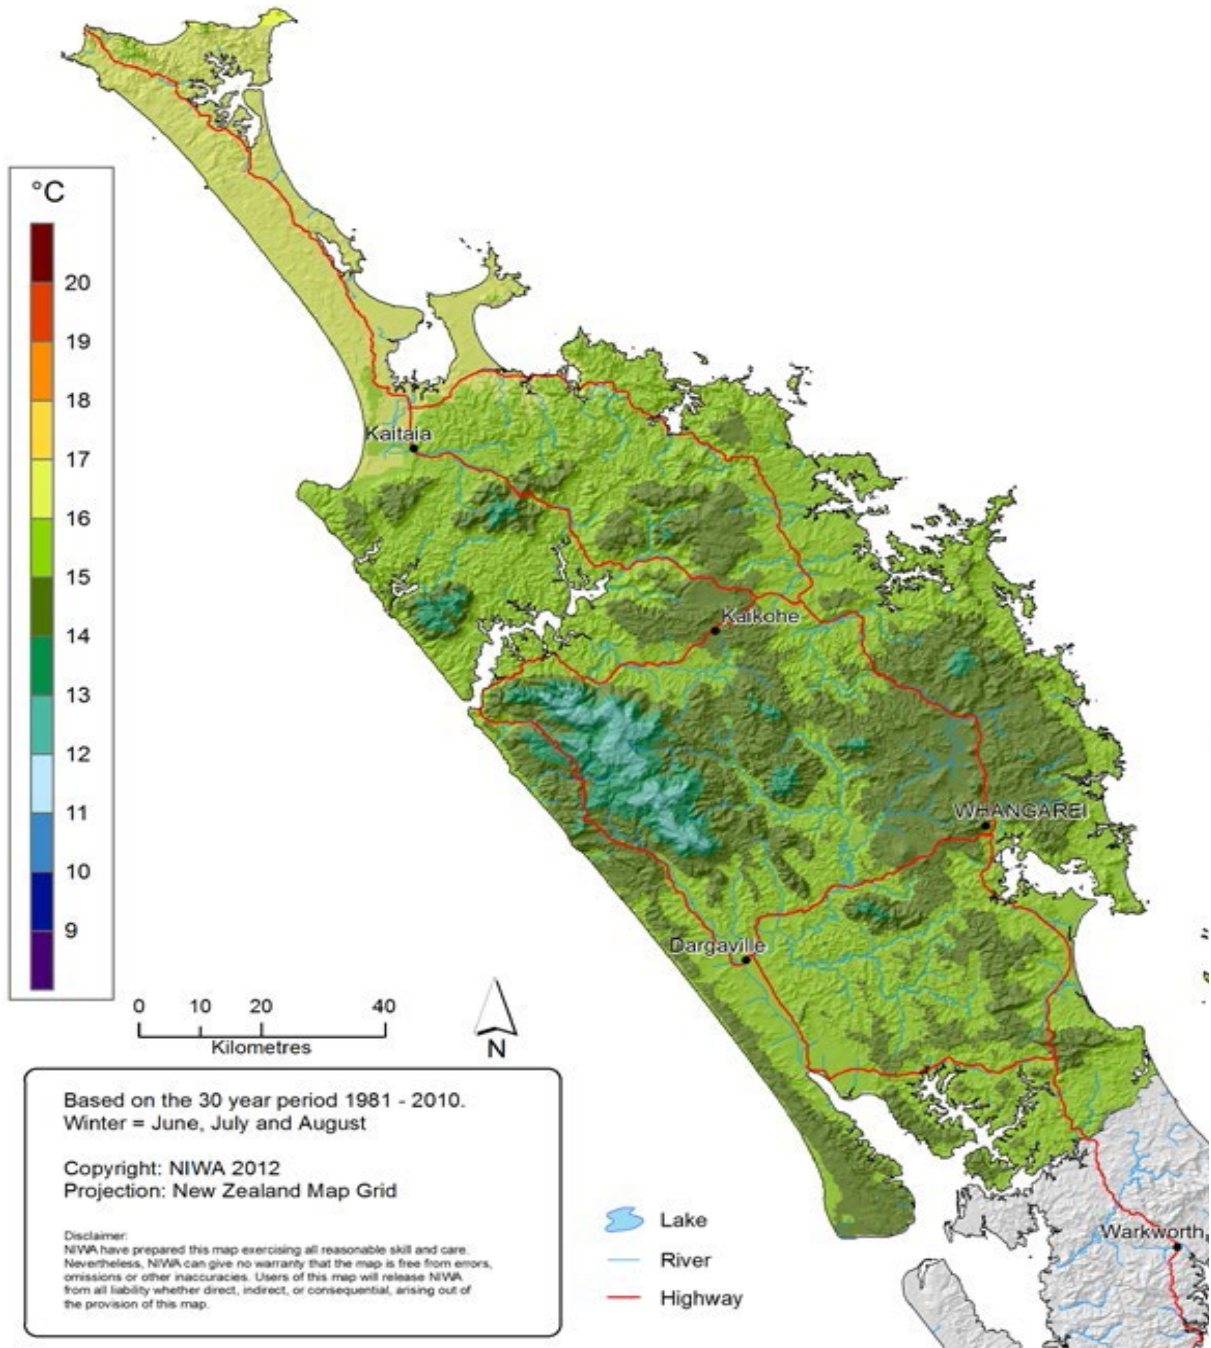 °C
20
19
18
17
16
15
14
13
12
11
10
9
Kaitaia
Kaikohe
WHANGAREI
Dargaville
Warkworth
0 10 20 40
Kilometres
N
Based on the 30 year period 1981 - 2010.
Winter = June, July and August
Copyright: NIWA 2012
Projection: New Zealand Map Grid
Disclaimer:
NIWA have prepared this map exercising all reasonable skill and care.
Nevertheless, NIWA can give no warranty that the map is free from errors,
omissions or other inaccuracies. Users of this map will release NIWA
from all liability whether direct, indirect, or consequential, arising out of
the provision of this map.
Lake
River
Highway